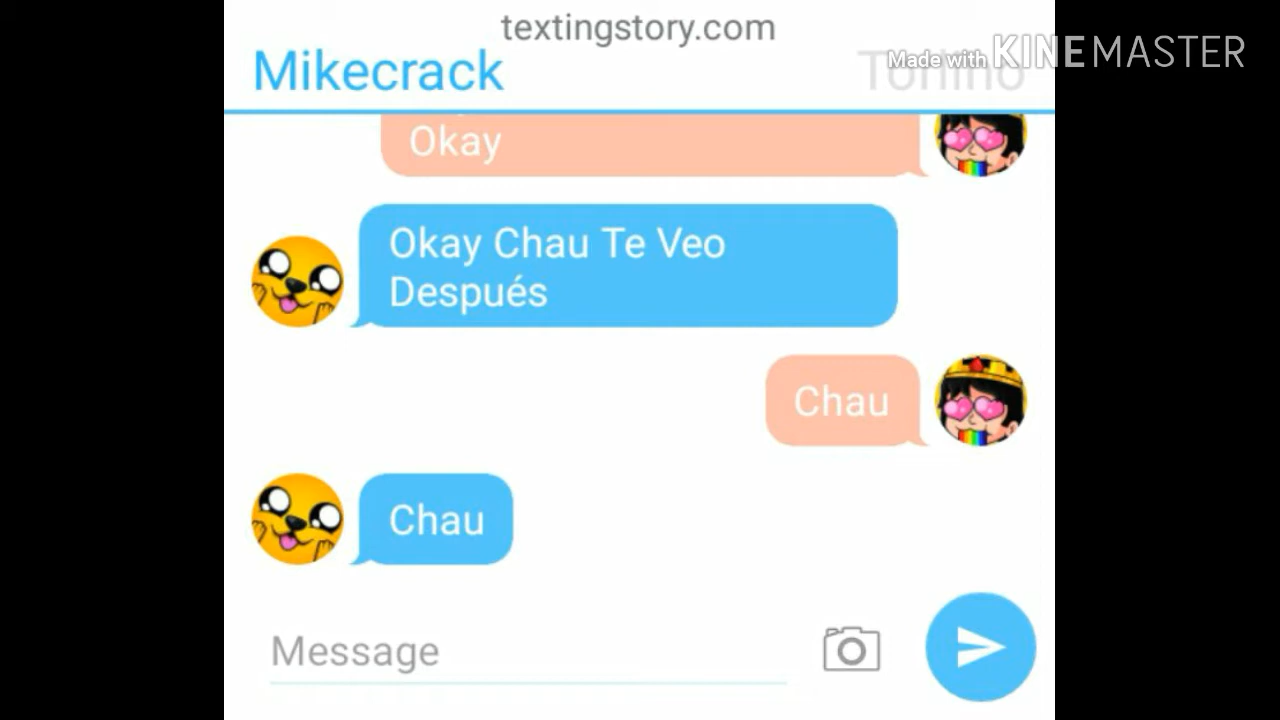 textingstory.com
Mikecrack
Made with KINEMASTER
Okay
Okay Chau Te Veo
Después
Chau
Chau
Message